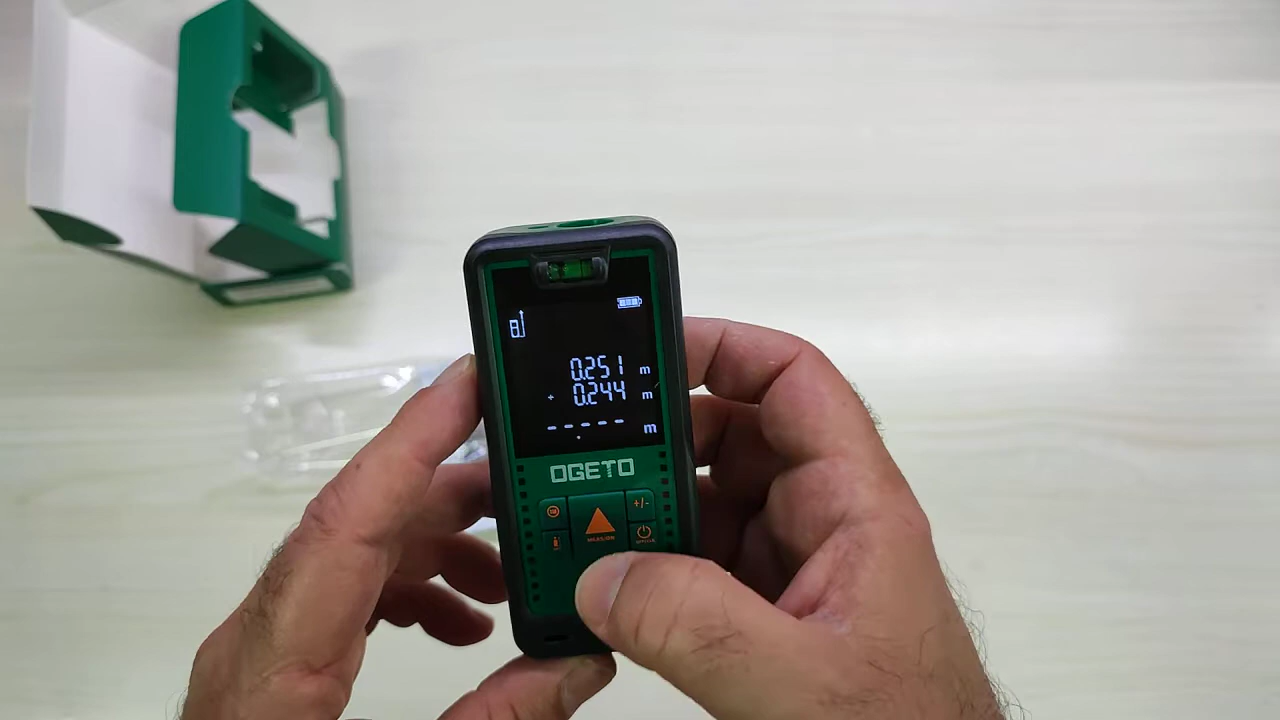 0.251 m
+ 0.244 m
----- m
OGETO
+/-